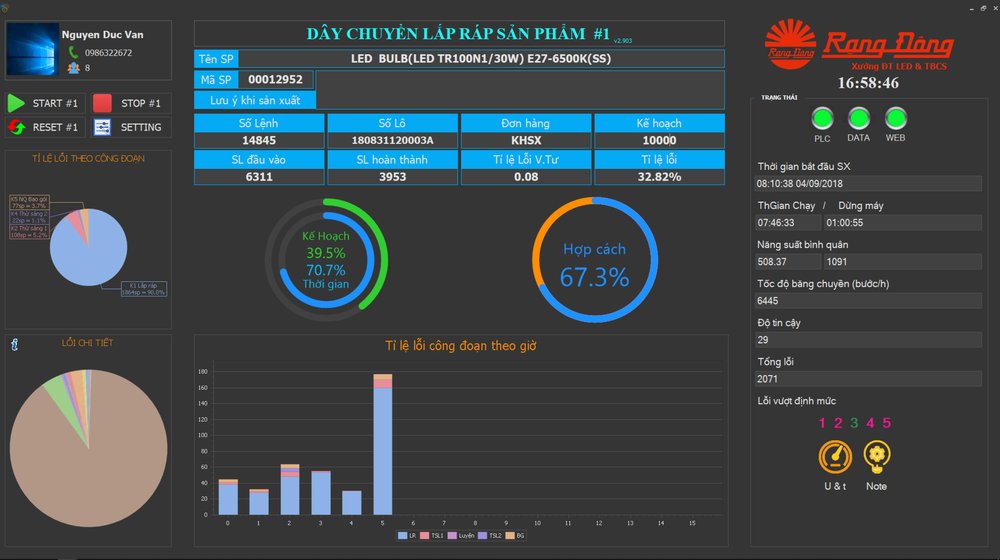 Nguyen Duc Van
0986322672
8
START #1
STOP #1
RESET #1
SETTING
TỈ LỆ LỖI THEO CÔNG ĐOẠN
K5 NQ Bao gói
77sp = 3.7%
K4 Thử sáng 2
22sp = 1.1%
K2 Thử sáng 1
108sp = 5.2%
K1 Lắp ráp
1864sp = 90.0%
LỖI CHI TIẾT
DÂY CHUYỀN LẮP RÁP SẢN PHẨM #1 v2.903
Tên SP
LED BULB(LED TR100N1/30W) E27-6500K(SS)
Mã SP
00012952
Lưu ý khi sản xuất
Số Lệnh
Số Lô
Đơn hàng
Kế hoạch
14845
180831120003A
KHSX
10000
SL đầu vào
SL hoàn thành
Tỉ lệ Lỗi V.Tư
Tỉ lệ lỗi
6311
3953
0.08
32.82%
Kế Hoạch
39.5%
70.7%
Thời gian
Hợp cách
67.3%
Tỉ lệ lỗi công đoạn theo giờ
180
160
140
120
100
80
60
40
20
0
0 1 2 3 4 5 6 7 8 9 10 11 12 13 14 15
LR TSL1 Luyện TSL2 BG
Rạng Đông
Rạng Đông
Xưởng ĐT LED & TBCS
16:58:46
TRẠNG THÁI
PLC DATA WEB
Thời gian bắt đầu SX
08:10:38 04/09/2018
ThGian Chạy / Dừng máy
07:46:33
01:00:55
Năng suất bình quân
508.37
1091
Tốc độ băng chuyền (bước/h)
6445
Độ tin cậy
29
Tổng lỗi
2071
Lỗi vượt định mức
1 2 3 4 5
U & t
Note